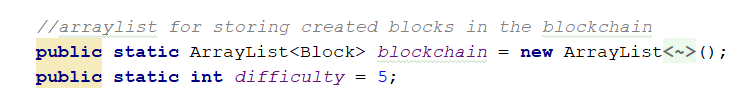 //arraylist for storing created blocks in the blockchain
public static ArrayList<Block> blockchain = new ArrayList<~>();
public static int difficulty = 5;